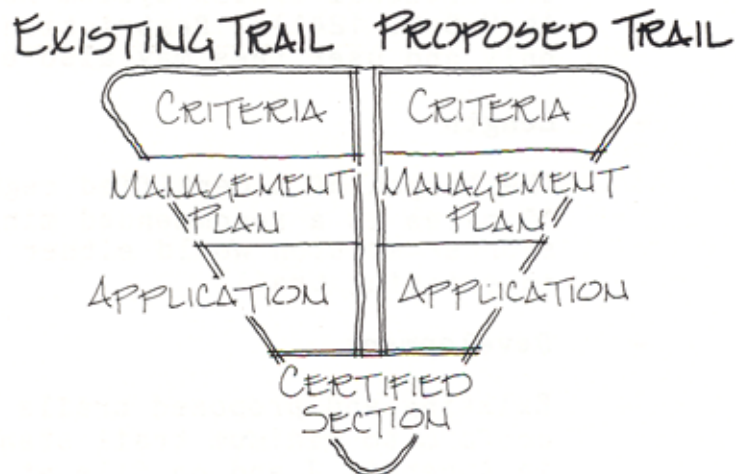 EXISTING TRAIL PROPOSED TRAIL
CRITERIA CRITERIA
MANAGEMENT MANAGEMENT
PLAN PLAN
APPLICATION APPLICATION
CERTIFIED
SECTION